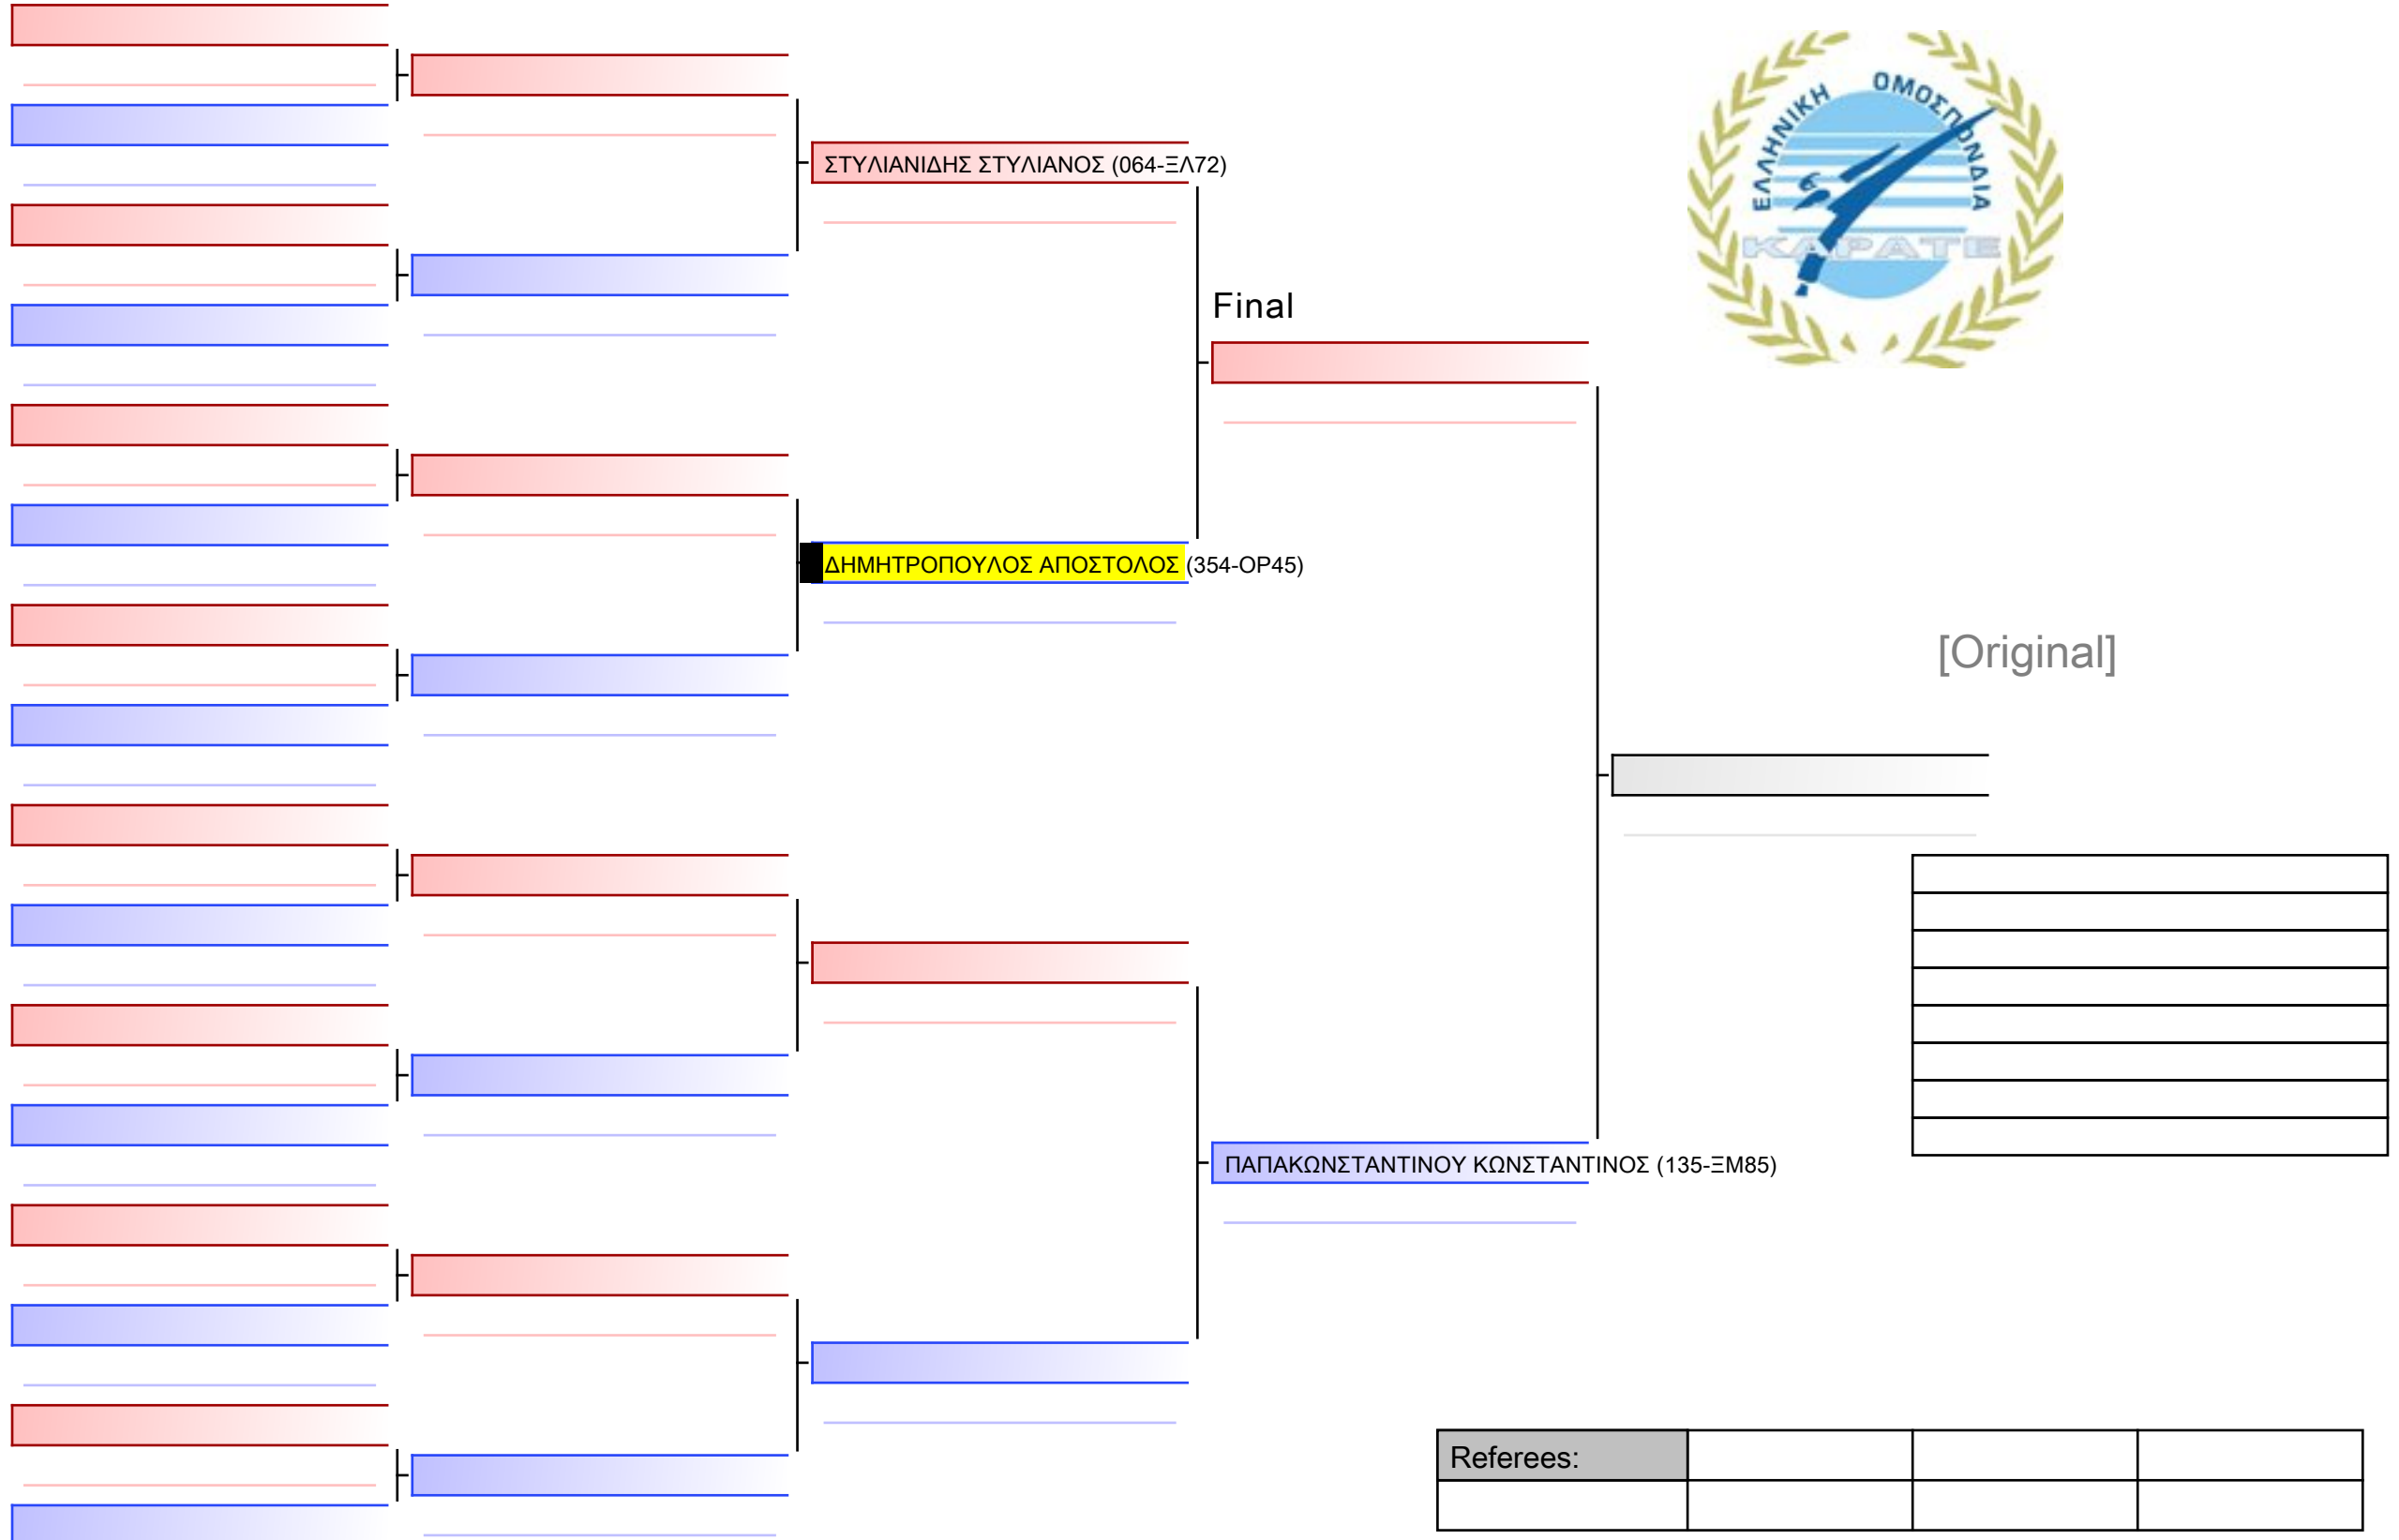 ΕΛΛΗΝΙΚΗ ΟΜΟΣΠΟΝΔΙΑ
ΚΑΡΑΤΕ
ΣΤΥΛΙΑΝΙΔΗΣ ΣΤΥΛΙΑΝΟΣ (064-ΞΛ72)
Final
ΔΗΜΗΤΡΟΠΟΥΛΟΣ ΑΠΟΣΤΟΛΟΣ (354-ΟΡ45)
[Original]
ΠΑΠΑΚΩΝΣΤΑΝΤΙΝΟΥ ΚΩΝΣΤΑΝΤΙΝΟΣ (135-ΞΜ85)
Referees: